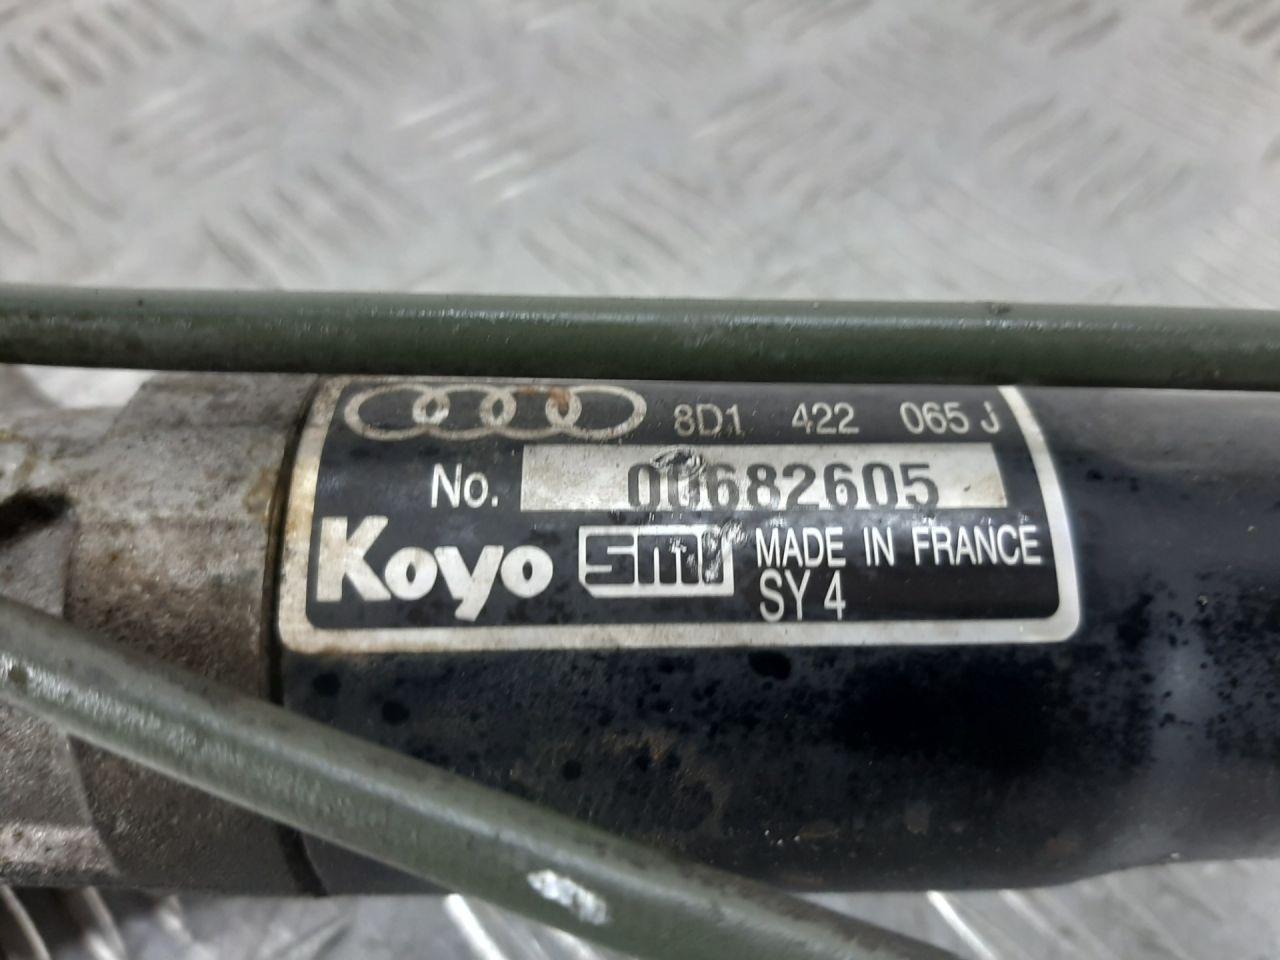 8D1 422 065 J
No. 00682605
Koyo smi MADE IN FRANCE
SY 4